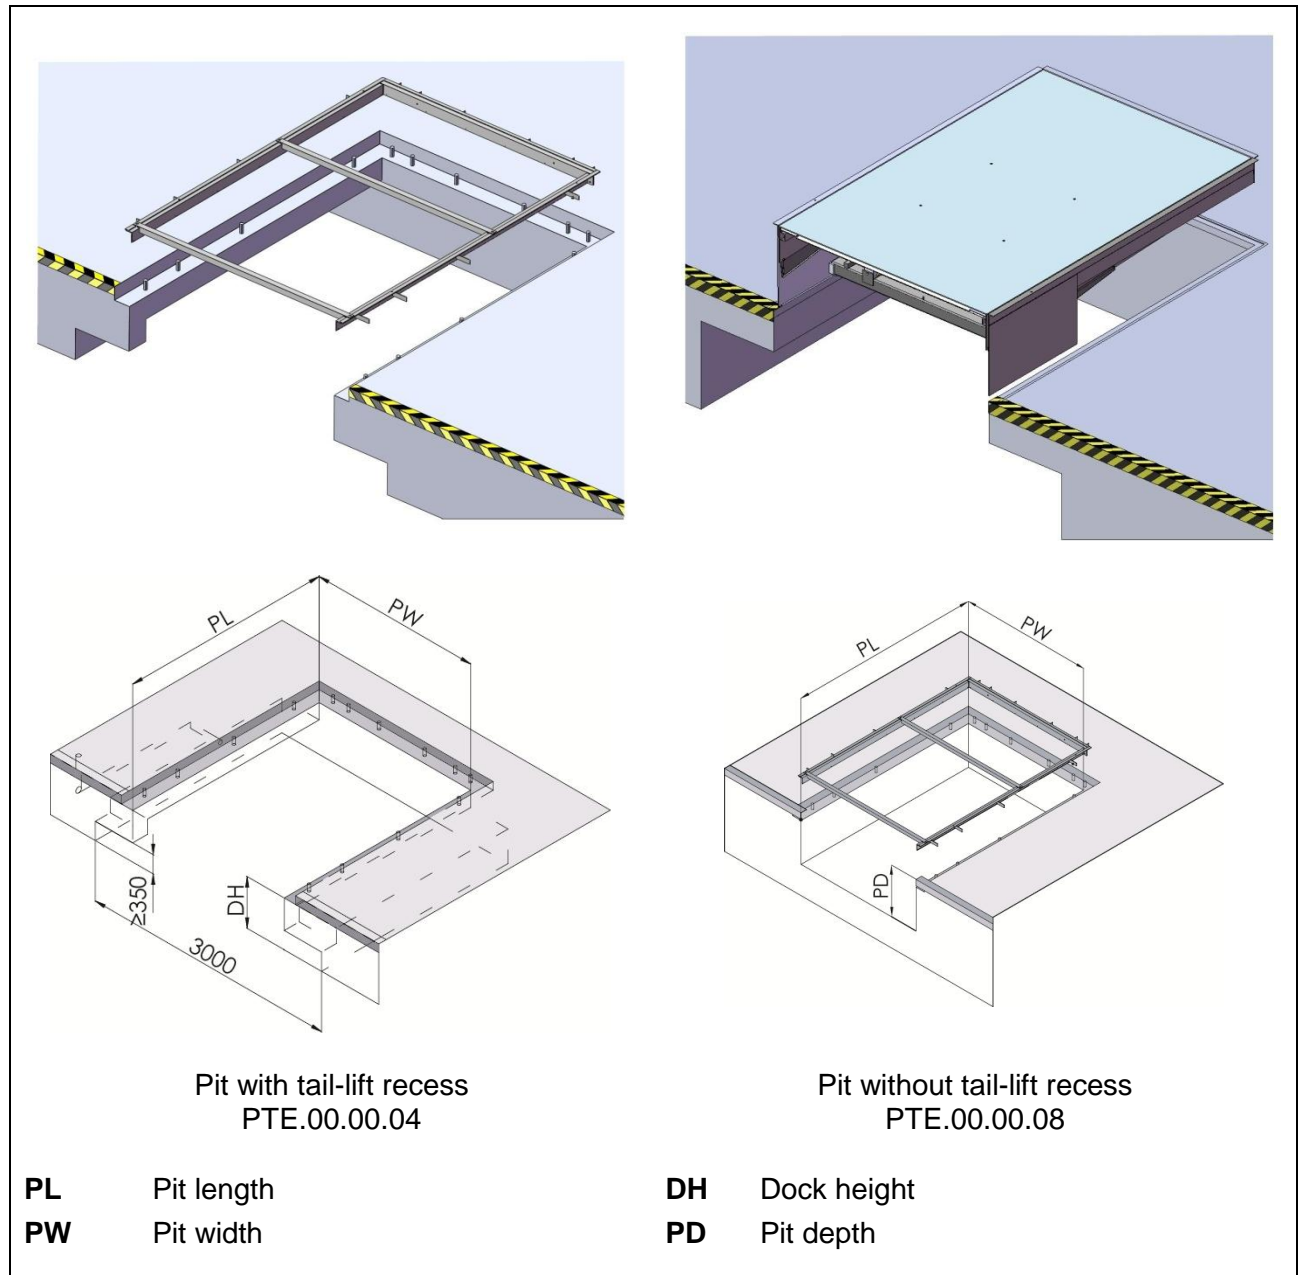 PL
PW
≥350
DH
3000
PL
PW
PD
Pit with tail-lift recess
PTE.00.00.04
Pit without tail-lift recess
PTE.00.00.08
PL Pit length
DH Dock height
PW Pit width
PD Pit depth